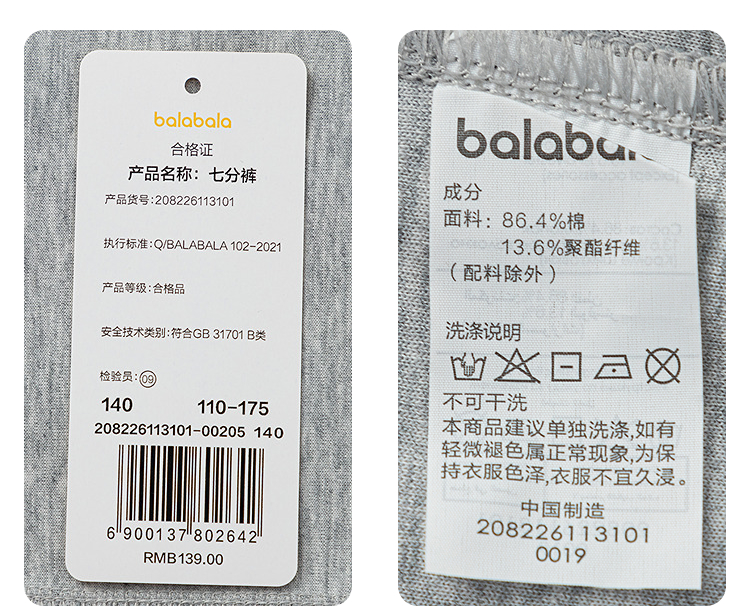 balabala
合格证
产品名称：七分裤
产品货号：208226113101
执行标准：Q/BALABALA 102-2021
产品等级：合格品
安全技术类别：符合GB 31701 B类
检验员：09
140 110-175
208226113101-00205 140
6 900137 802642
RMB139.00
balabala
成分
面料：86.4%棉
13.6%聚酯纤维
（配料除外）
洗涤说明
不可干洗
本商品建议单独洗涤,如有
轻微褪色属正常现象,为保
持衣服色泽,衣服不宜久浸。
中国制造
208226113101
0019